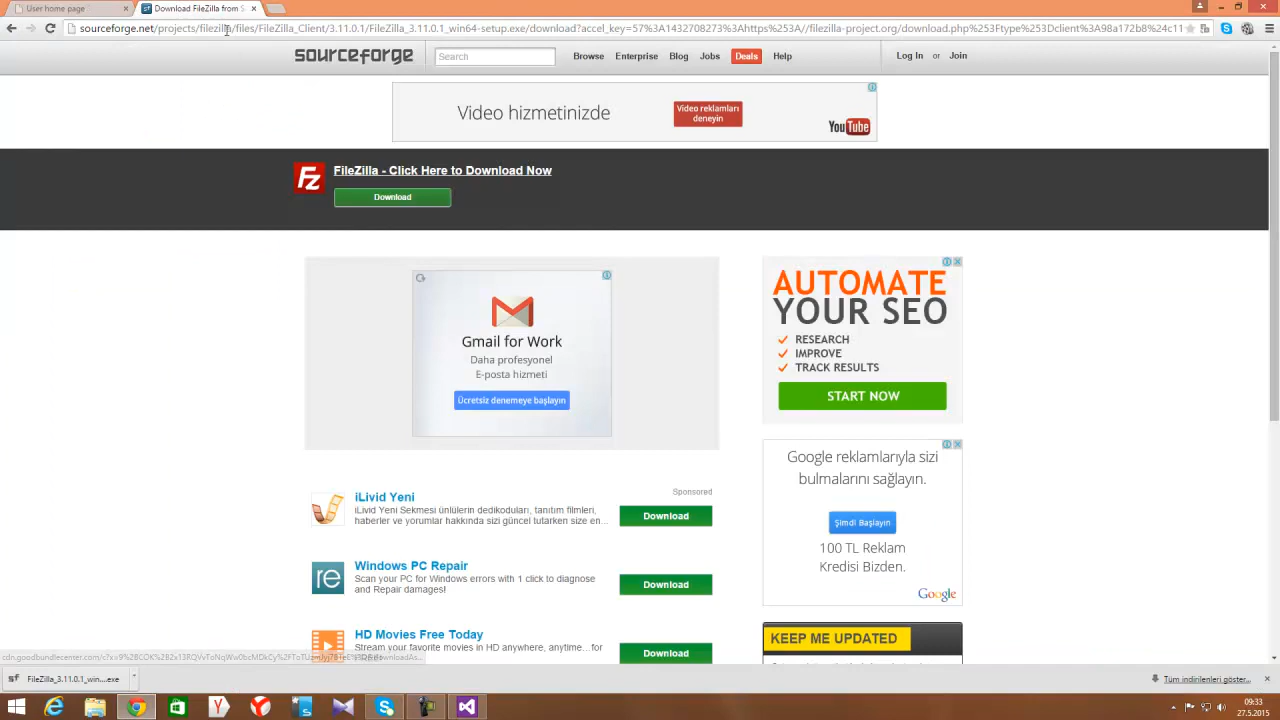 User home page
Download FileZilla from S
sourceforge.net/projects/filezilla/files/FileZilla_Client/3.11.0.1/FileZilla_3.11.0.1_win64-setup.exe/download?accel_key=57%3A1432708273%3Ahttps%3A//filezilla-project.org/download.php%253Ftype%253Dclient%3A98a172b8%24c11
sourceforge
Search
Browse
Enterprise
Blog
Jobs
Deals
Help
Log In or Join
Video hizmetinizde
Video reklamları
deneyin
YouTube
Fz
FileZilla - Click Here to Download Now
Download
Gmail for Work
Daha profesyonel
E-posta hizmeti
Ücretsiz denemeye başlayın
AUTOMATE
YOUR SEO
RESEARCH
IMPROVE
TRACK RESULTS
START NOW
Google reklamlarıyla sizi
bulmalarını sağlayın.
Şimdi Başlayın
100 TL Reklam
Kredisi Bizden.
Google
Sponsored
iLivid Yeni
iLivid Yeni Sekmesi ünlülerin dedikoduları, tanıtım filmleri,
haberler ve yorumlar hakkında sizi güncel tutarken size en...
Download
re
Windows PC Repair
Scan your PC for Windows errors with 1 click to diagnose
and Repair damages!
Download
HD Movies Free Today
Stream your favorite movies in HD anywhere, anytime...for
Download
KEEP ME UPDATED
FileZilla_3.11.0.1_win....exe
Tüm indirilenleri göster...
09:33
27.5.2015